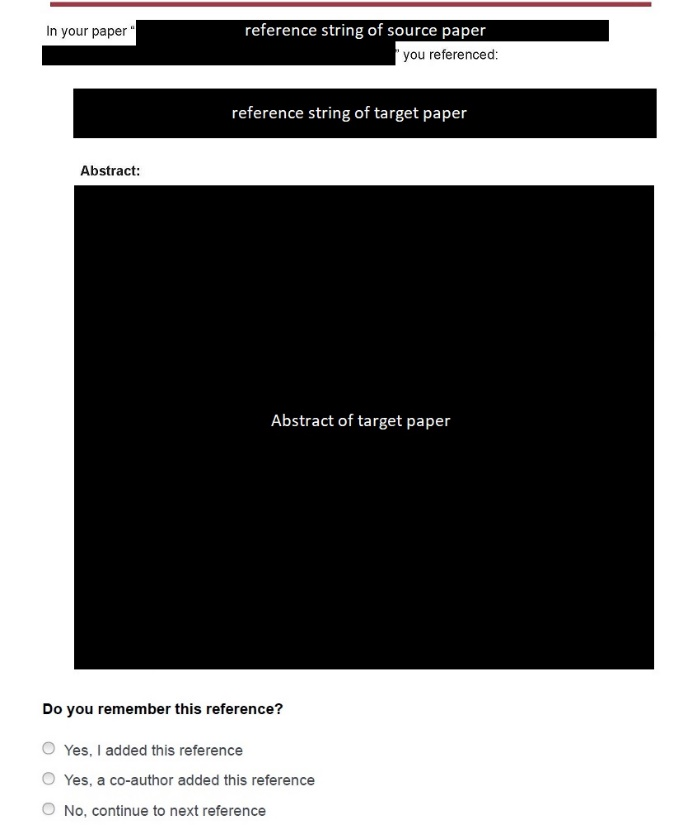 In your paper “ reference string of source paper
” you referenced:
reference string of target paper
Abstract:
Abstract of target paper
Do you remember this reference?
Yes, I added this reference
Yes, a co-author added this reference
No, continue to next reference